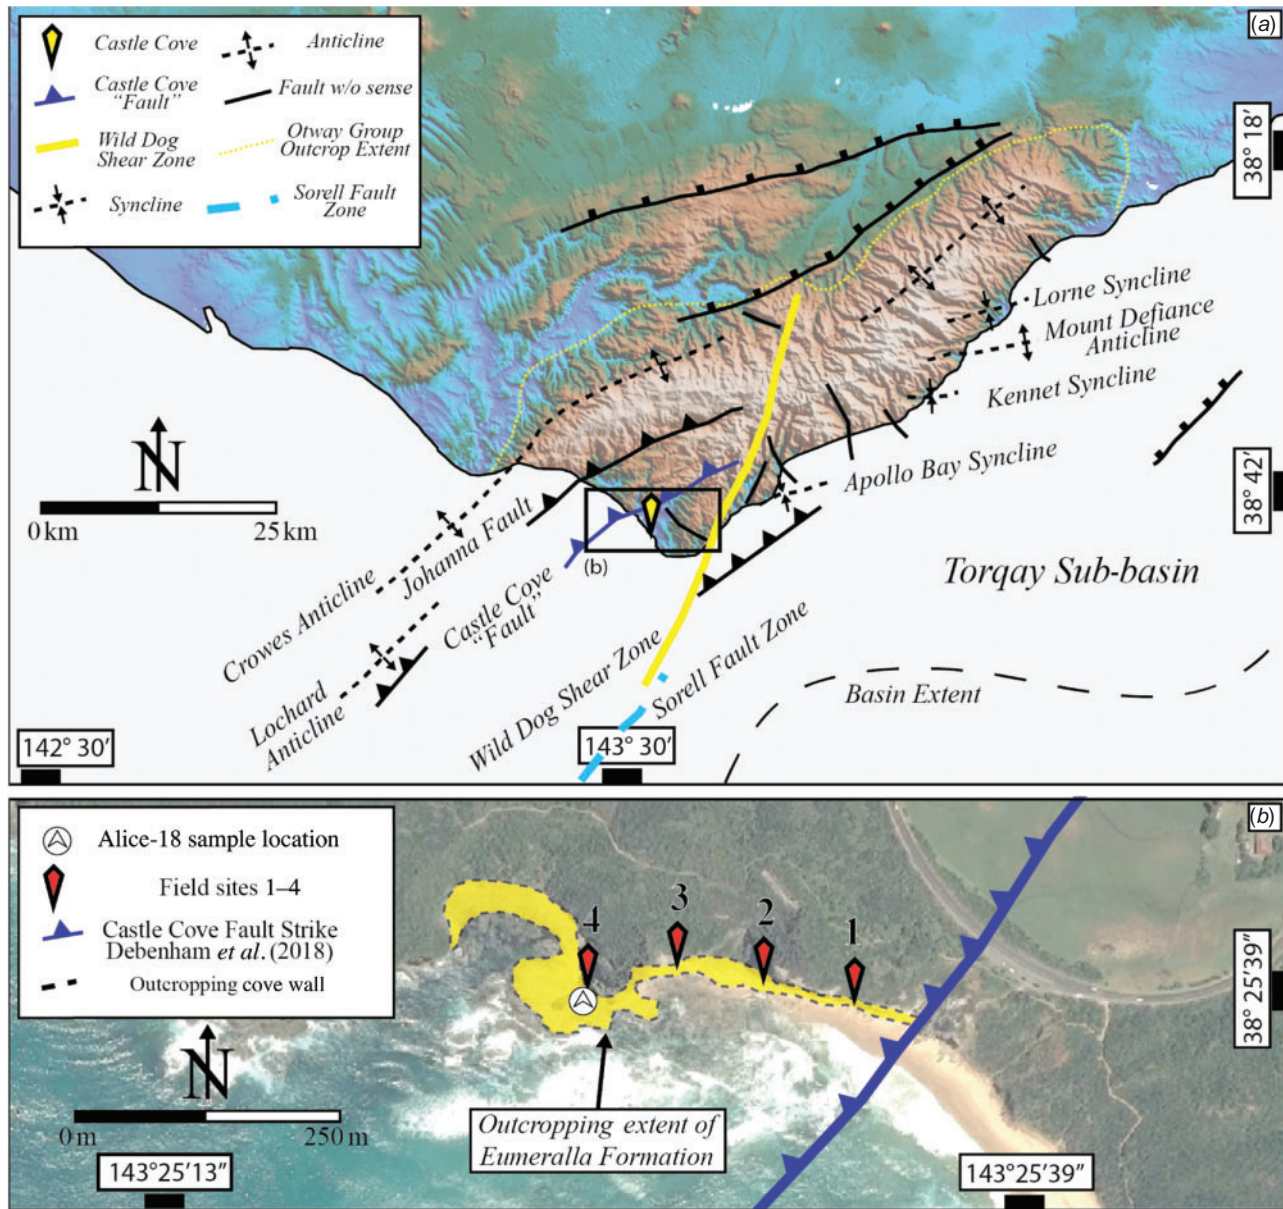 (a)
Castle Cove
Castle Cove
"Fault"
Wild Dog
Shear Zone
Syncline
Anticline
Fault w/o sense
Otway Group
Outcrop Extent
Sorell Fault
Zone
38° 18′
38° 42′
N
0 km
25 km
Lorne Syncline
Mount Defiance
Anticline
Kennet Syncline
Apollo Bay Syncline
Torqay Sub-basin
Basin Extent
Crowes Anticline
Johanna Fault
Lochard
Anticline
Castle Cove
"Fault"
(b)
Wild Dog Shear Zone
Sorell Fault Zone
142° 30′
143° 30′
(b)
Alice-18 sample location
Field sites 1–4
Castle Cove Fault Strike
Debenham et al. (2018)
Outcropping cove wall
N
0 m
250 m
4
3
2
1
Outcropping extent of
Eumeralla Formation
38° 25′39″
143°25′13″
143°25′39″